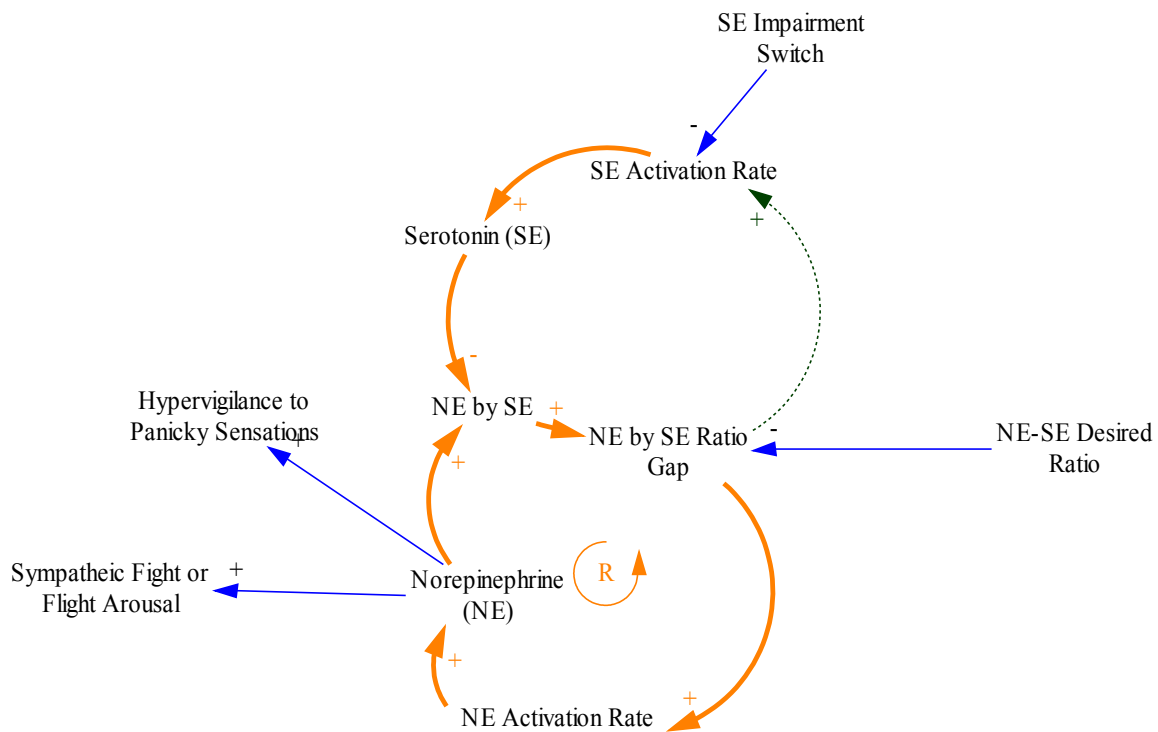 SE Impairment
Switch
-
SE Activation Rate
+
+
Serotonin (SE)
-
NE by SE
+
NE by SE Ratio
Gap
-
NE-SE Desired
Ratio
Hypervigilance to
Panicky Sensations
+
+
Norepinephrine
(NE)
R
Sympatheic Fight or
Flight Arousal
+
+
NE Activation Rate
+